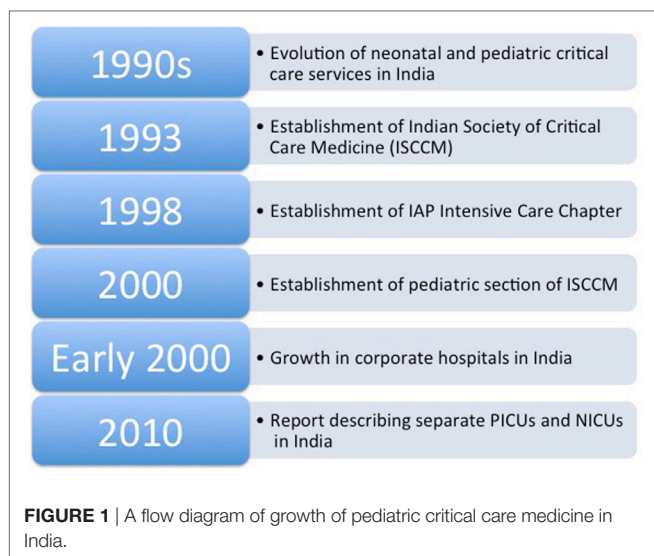 1990s
• Evolution of neonatal and pediatric critical
care services in India
1993
• Establishment of Indian Society of Critical
Care Medicine (ISCCM)
1998
• Establishment of IAP Intensive Care Chapter
2000
• Establishment of pediatric section of ISCCM
Early 2000
• Growth in corporate hospitals in India
2010
• Report describing separate PICUs and NICUs
in India
FIGURE 1 | A flow diagram of growth of pediatric critical care medicine in
India.